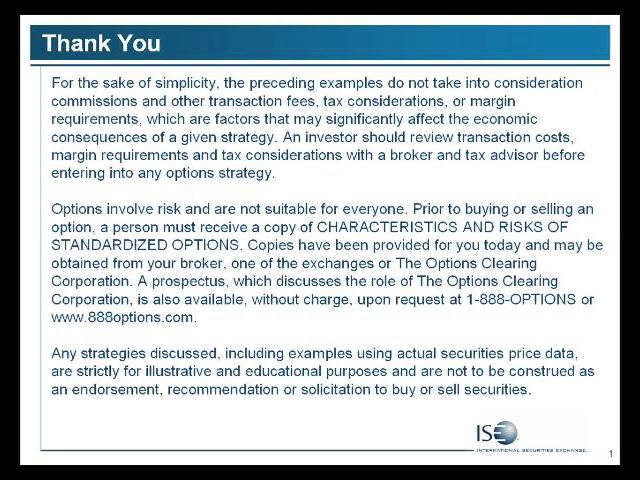 Thank You
For the sake of simplicity, the preceding examples do not take into consideration
commissions and other transaction fees, tax considerations, or margin
requirements, which are factors that may significantly affect the economic
consequences of a given strategy. An investor should review transaction costs,
margin requirements and tax considerations with a broker and tax advisor before
entering into any options strategy.
Options involve risk and are not suitable for everyone. Prior to buying or selling an
option, a person must receive a copy of CHARACTERISTICS AND RISKS OF
STANDARDIZED OPTIONS. Copies have been provided for you today and may be
obtained from your broker, one of the exchanges or The Options Clearing
Corporation. A prospectus, which discusses the role of The Options Clearing
Corporation, is also available, without charge, upon request at 1-888-OPTIONS or
www.888options.com.
Any strategies discussed, including examples using actual securities price data,
are strictly for illustrative and educational purposes and are not to be construed as
an endorsement, recommendation or solicitation to buy or sell securities.
ISE
INTERNATIONAL SECURITIES EXCHANGE.
1